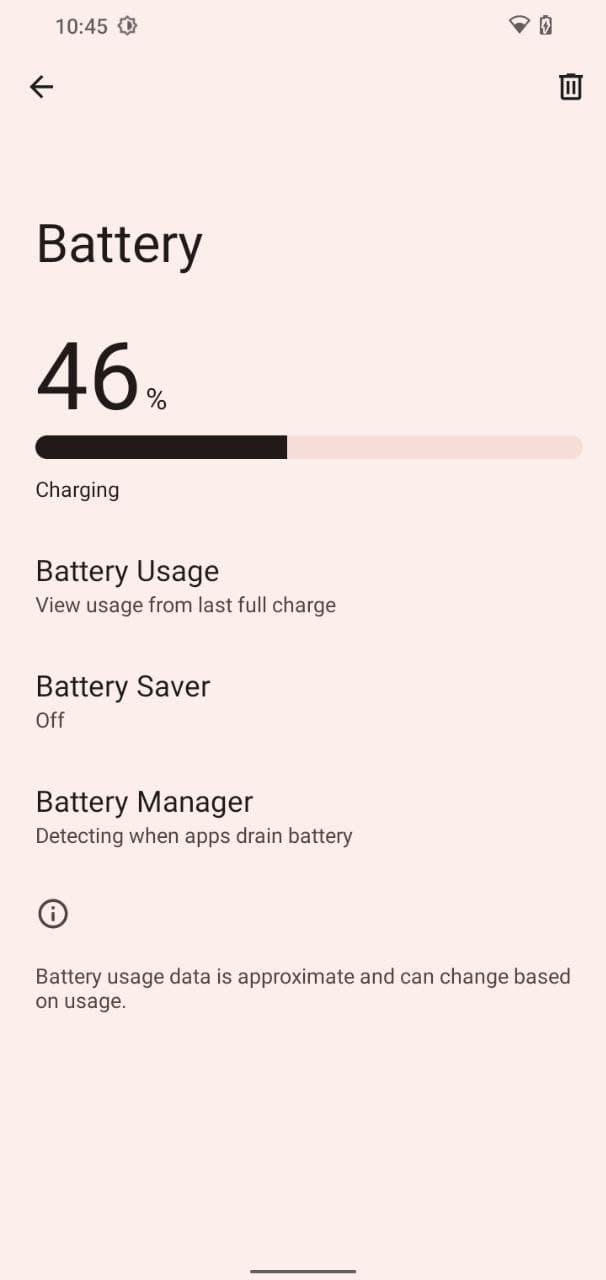 10:45
Battery
46 %
Charging
Battery Usage
View usage from last full charge
Battery Saver
Off
Battery Manager
Detecting when apps drain battery
Battery usage data is approximate and can change based
on usage.